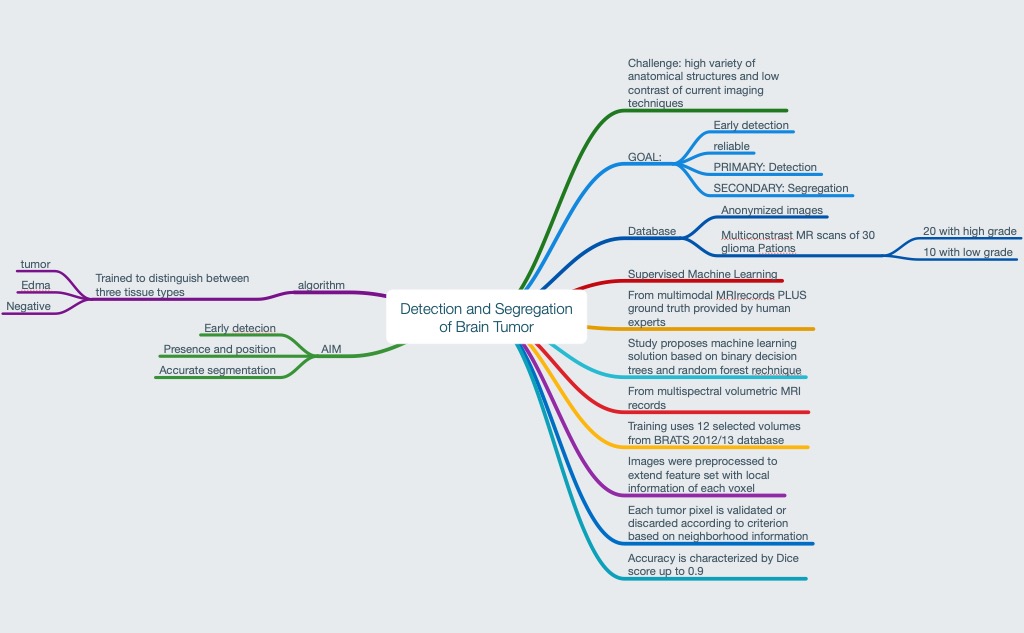 Challenge: high variety of
anatomical structures and low
contrast of current imaging
techniques
GOAL:
Early detection
reliable
PRIMARY: Detection
SECONDARY: Segregation
Database
Anonymized images
Multiconstrast MR scans of 30
glioma Pations
20 with high grade
10 with low grade
Supervised Machine Learning
From multimodal MRIrecords PLUS
ground truth provided by human
experts
Study proposes machine learning
solution based on binary decision
trees and random forest rechnique
From multispectral volumetric MRI
records
Training uses 12 selected volumes
from BRATS 2012/13 database
Images were preprocessed to
extend feature set with local
information of each voxel
Each tumor pixel is validated or
discarded according to criterion
based on neighborhood information
Accuracy is characterized by Dice
score up to 0.9
Detection and Segregation
of Brain Tumor
algorithm
Trained to distinguish between
three tissue types
tumor
Edma
Negative
AIM
Early detecion
Presence and position
Accurate segmentation